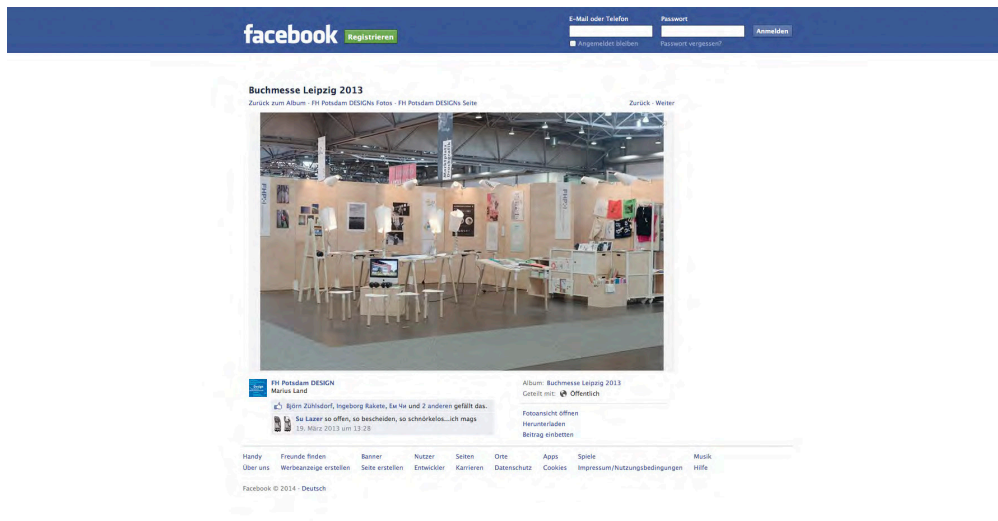 facebook
Registrieren
E-Mail oder Telefon
Passwort
Anmelden
Angemeldet bleiben
Passwort vergessen?
Buchmesse Leipzig 2013
Zurück zum Album · FH Potsdam DESIGNs Fotos · FH Potsdam DESIGNs Seite
Zurück · Weiter
FH Potsdam DESIGN
Marius Land
Björn Zühlsdorf, Ingeborg Rakete, Ем Чи und 2 anderen gefällt das.
Su Lazer so offen, so bescheiden, so schnörkelos...ich mags
19. März 2013 um 13:28
Album: Buchmesse Leipzig 2013
Geteilt mit: Öffentlich
Fotoansicht öffnen
Herunterladen
Beitrag einbetten
Handy Freunde finden Banner Nutzer Seiten Orte Apps Spiele Musik
Über uns Werbeanzeige erstellen Seite erstellen Entwickler Karrieren Datenschutz Cookies Impressum/Nutzungsbedingungen Hilfe
Facebook © 2014 · Deutsch